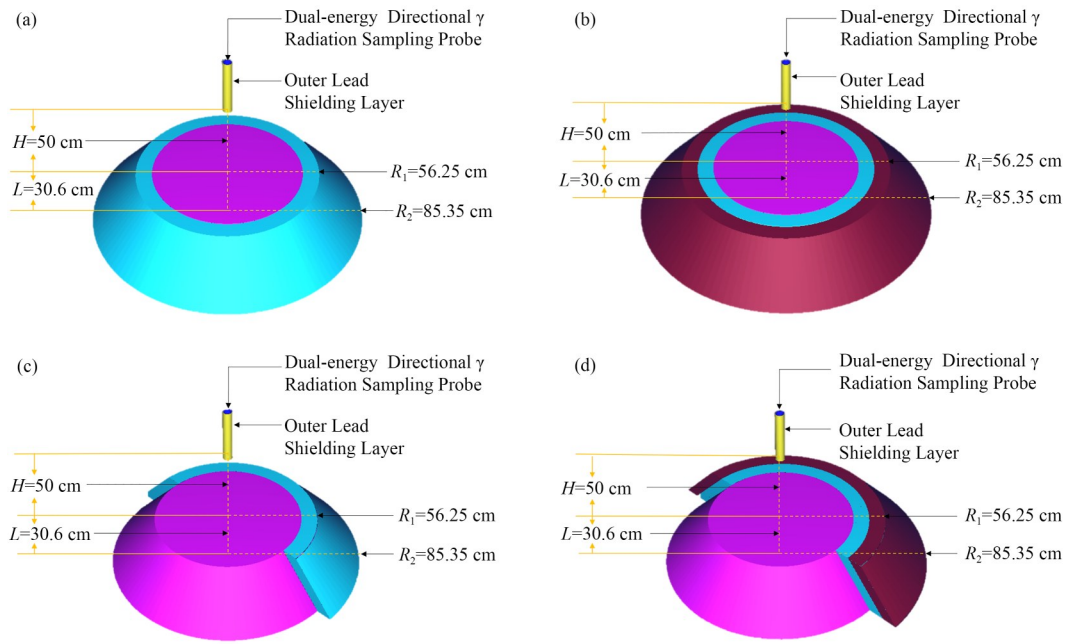 (a)
Dual-energy Directional γ
Radiation Sampling Probe
Outer Lead
Shielding Layer
H=50 cm
L=30.6 cm
R1=56.25 cm
R2=85.35 cm
(b)
Dual-energy Directional γ
Radiation Sampling Probe
Outer Lead
Shielding Layer
H=50 cm
L=30.6 cm
R1=56.25 cm
R2=85.35 cm
(c)
Dual-energy Directional γ
Radiation Sampling Probe
Outer Lead
Shielding Layer
H=50 cm
L=30.6 cm
R1=56.25 cm
R2=85.35 cm
(d)
Dual-energy Directional γ
Radiation Sampling Probe
Outer Lead
Shielding Layer
H=50 cm
L=30.6 cm
R1=56.25 cm
R2=85.35 cm